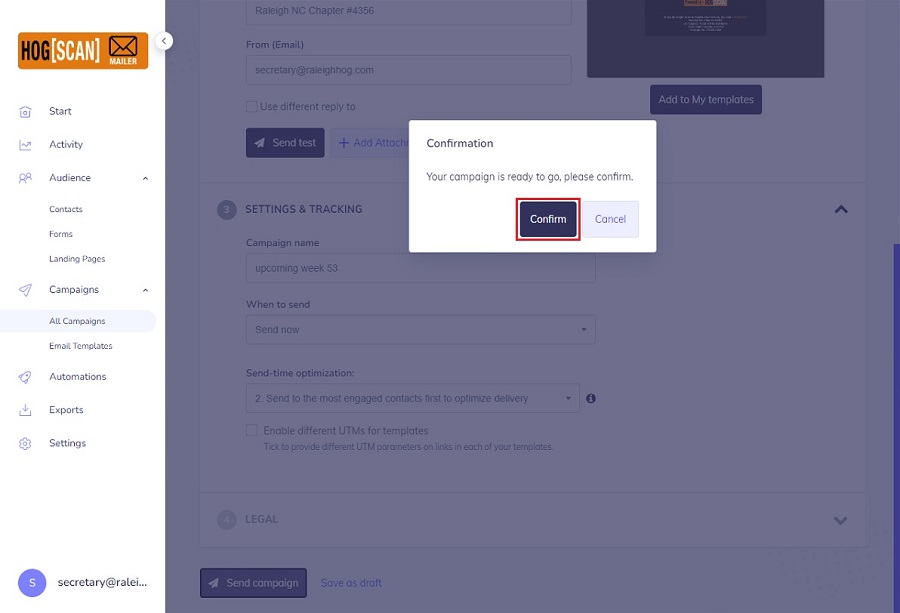 HOG[SCAN]
MAILER
Start
Activity
Audience
Contacts
Forms
Landing Pages
Campaigns
All Campaigns
Email Templates
Automations
Exports
Settings
S
secretary@ralei...
Raleigh NC Chapter #4356
From (Email)
secretary@raleighhog.com
Use different reply to
Send test
Add Attachm
Add to My templates
Confirmation
Your campaign is ready to go, please confirm.
Confirm
Cancel
3
SETTINGS & TRACKING
Campaign name
upcoming week 53
When to send
Send now
Send-time optimization:
2. Send to the most engaged contacts first to optimize delivery
Enable different UTMs for templates
Tick to provide different UTM parameters on links in each of your templates.
4
LEGAL
Send campaign
Save as draft